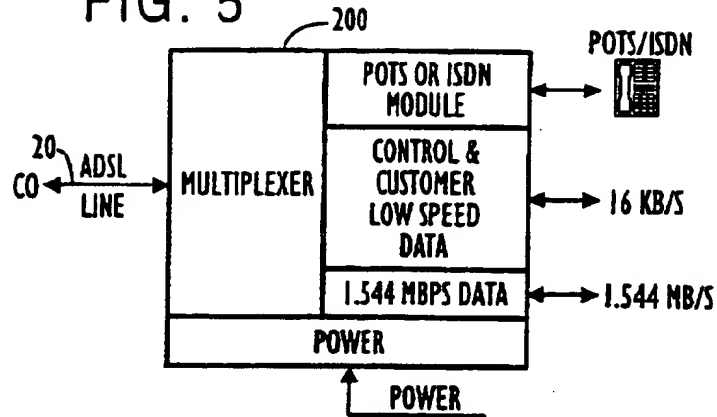 FIG. 5
200
POTS/ISDN
POTS OR ISDN
MODULE
20
ADSL
CO
LINE
MULTIPLEXER
CONTROL &
CUSTOMER
LOW SPEED
DATA
16 KB/S
1.544 MBPS DATA
1.544 MB/S
POWER
POWER